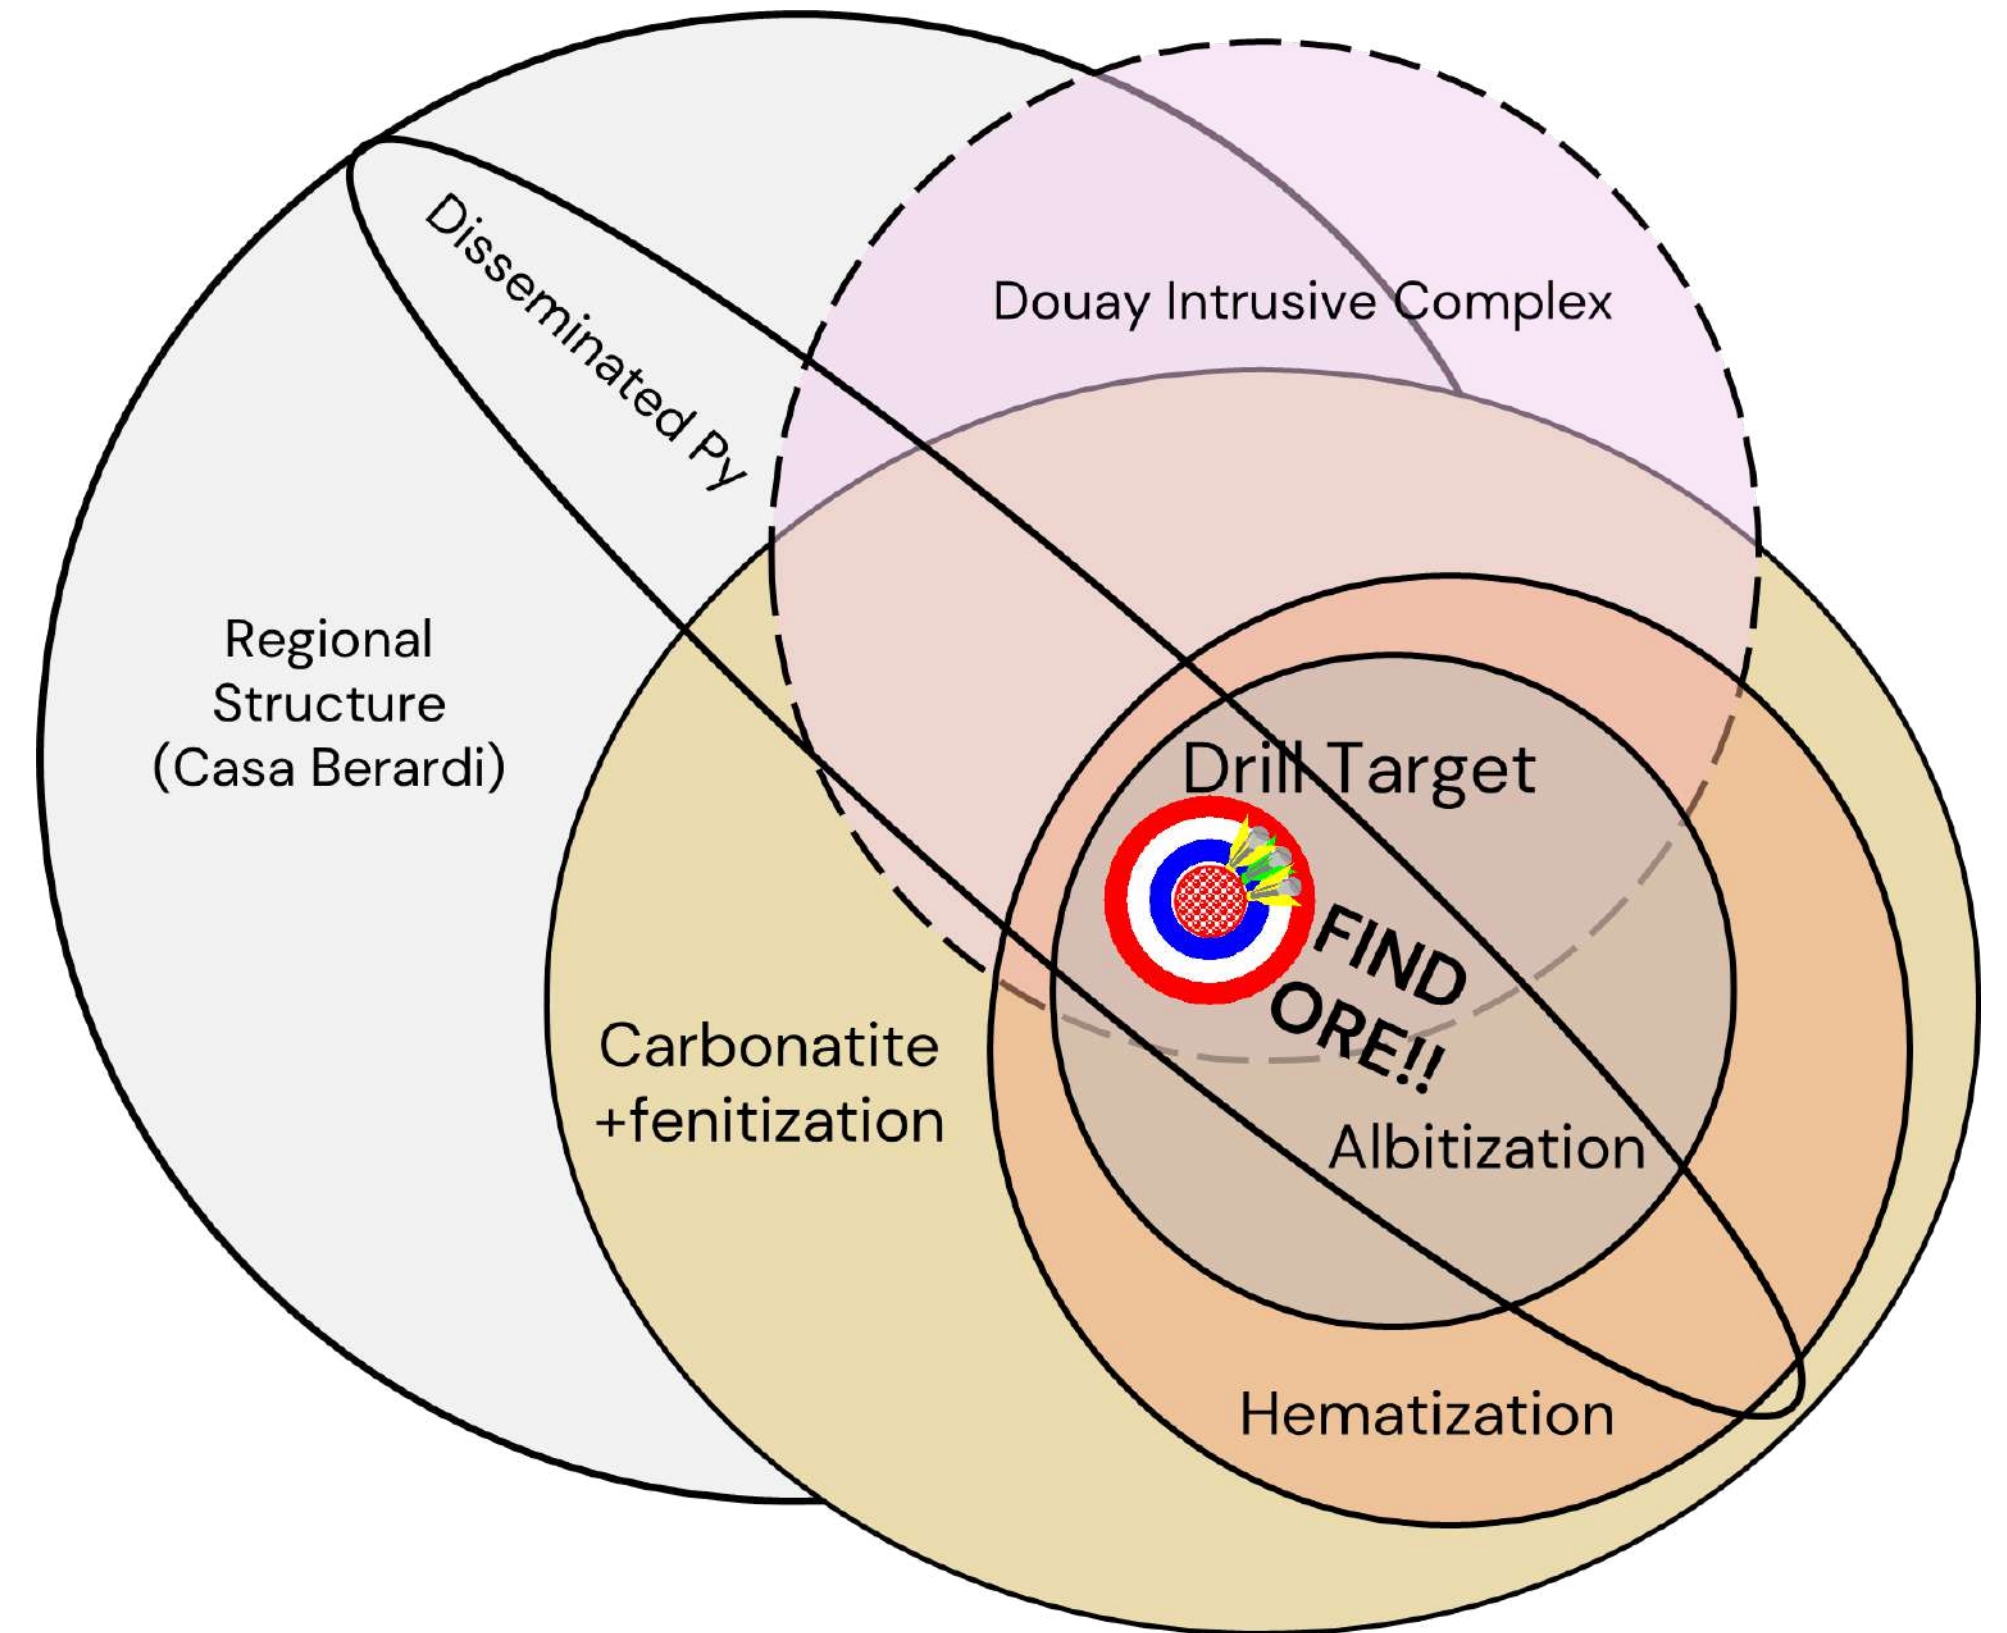 Disseminated Py
Douay Intrusive Complex
Regional
Structure
(Casa Berardi)
Drill Target
FIND
ORE!!
Carbonatite
+fenitization
Albitization
Hematization